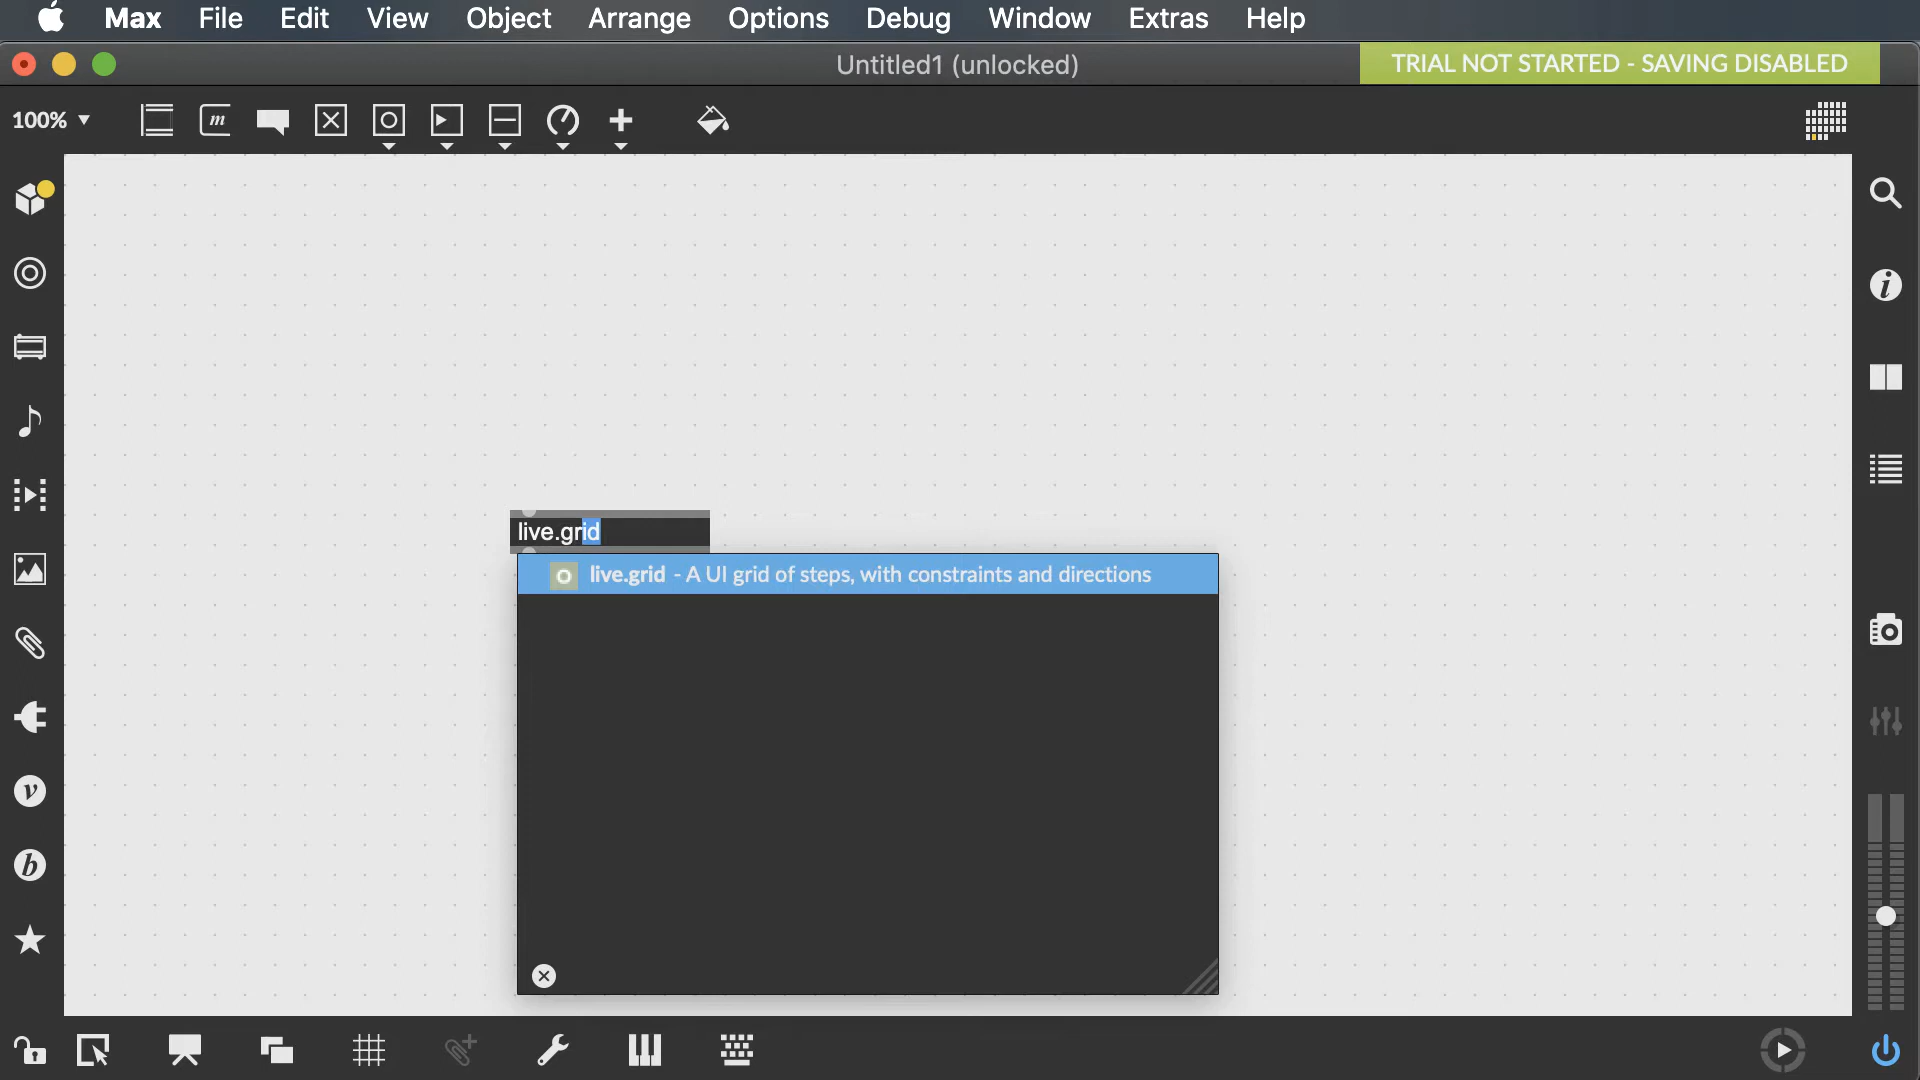 Max File Edit View Object Arrange Options Debug Window Extras Help
Untitled1 (unlocked)
TRIAL NOT STARTED - SAVING DISABLED
100%
m
live.grid
live.grid - A UI grid of steps, with constraints and directions
i
v
b